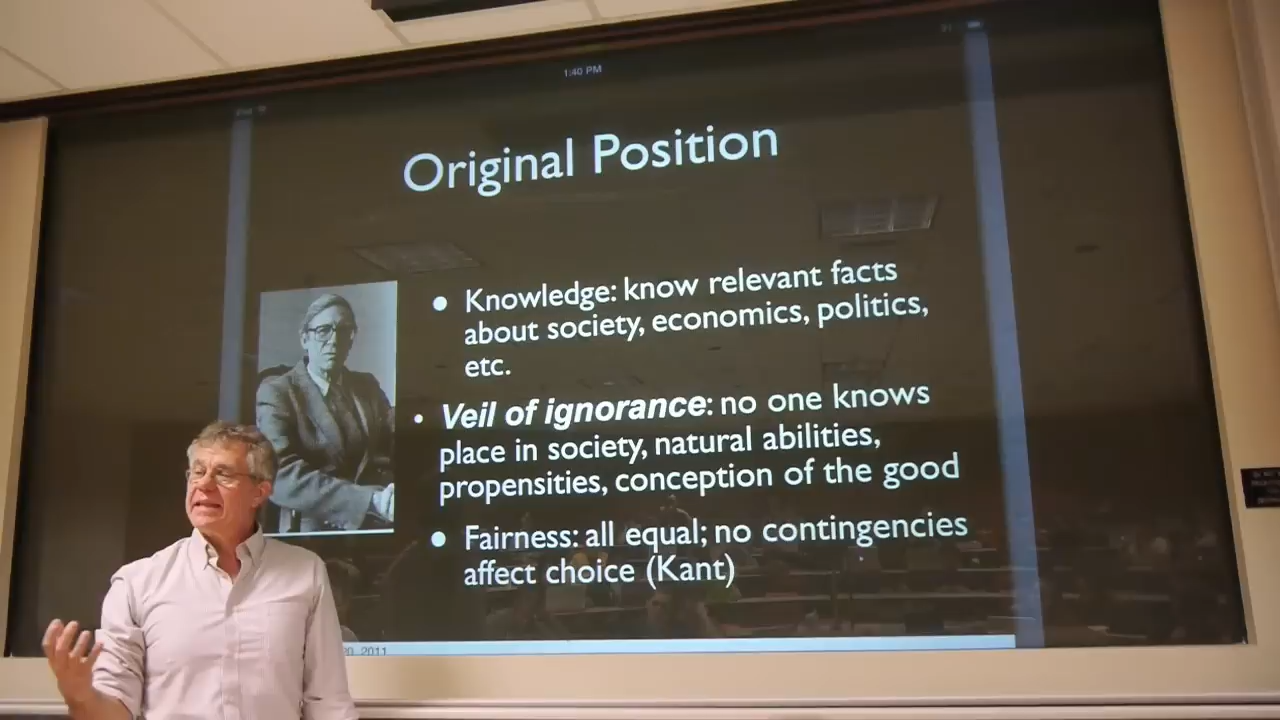 1:40 PM
Original Position
• Knowledge: know relevant facts
about society, economics, politics,
etc.
• Veil of ignorance: no one knows
place in society, natural abilities,
propensities, conception of the good
• Fairness: all equal; no contingencies
affect choice (Kant)
2011